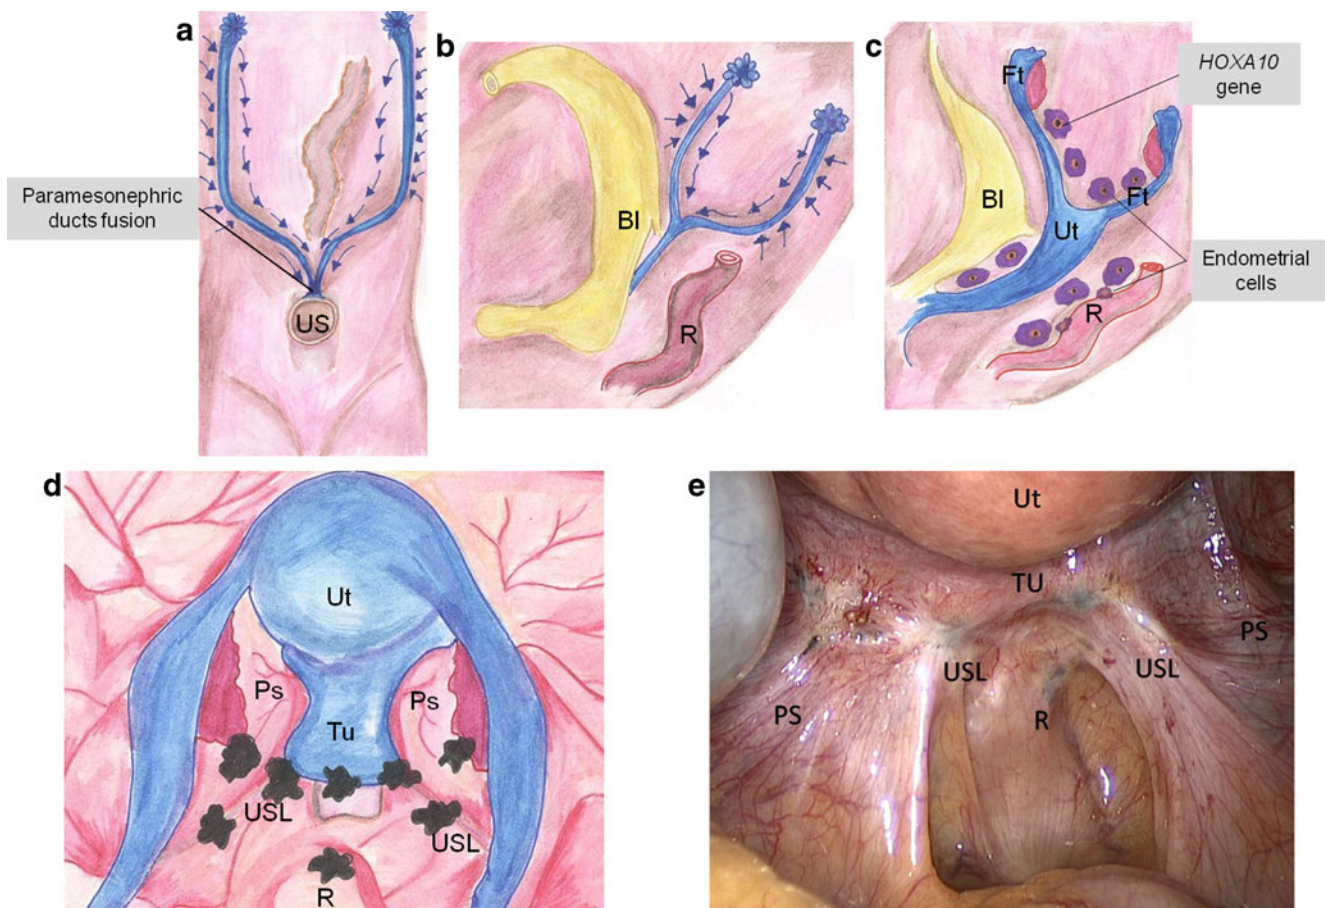 a
Paramesonephric
ducts fusion
US
b
Bl
R
c
Ft
Ft
Bl
Ut
R
HOXA10
gene
Endometrial
cells
d
Ut
Ps
Ps
Tu
USL
USL
R
e
Ut
TU
PS
USL
USL
PS
R